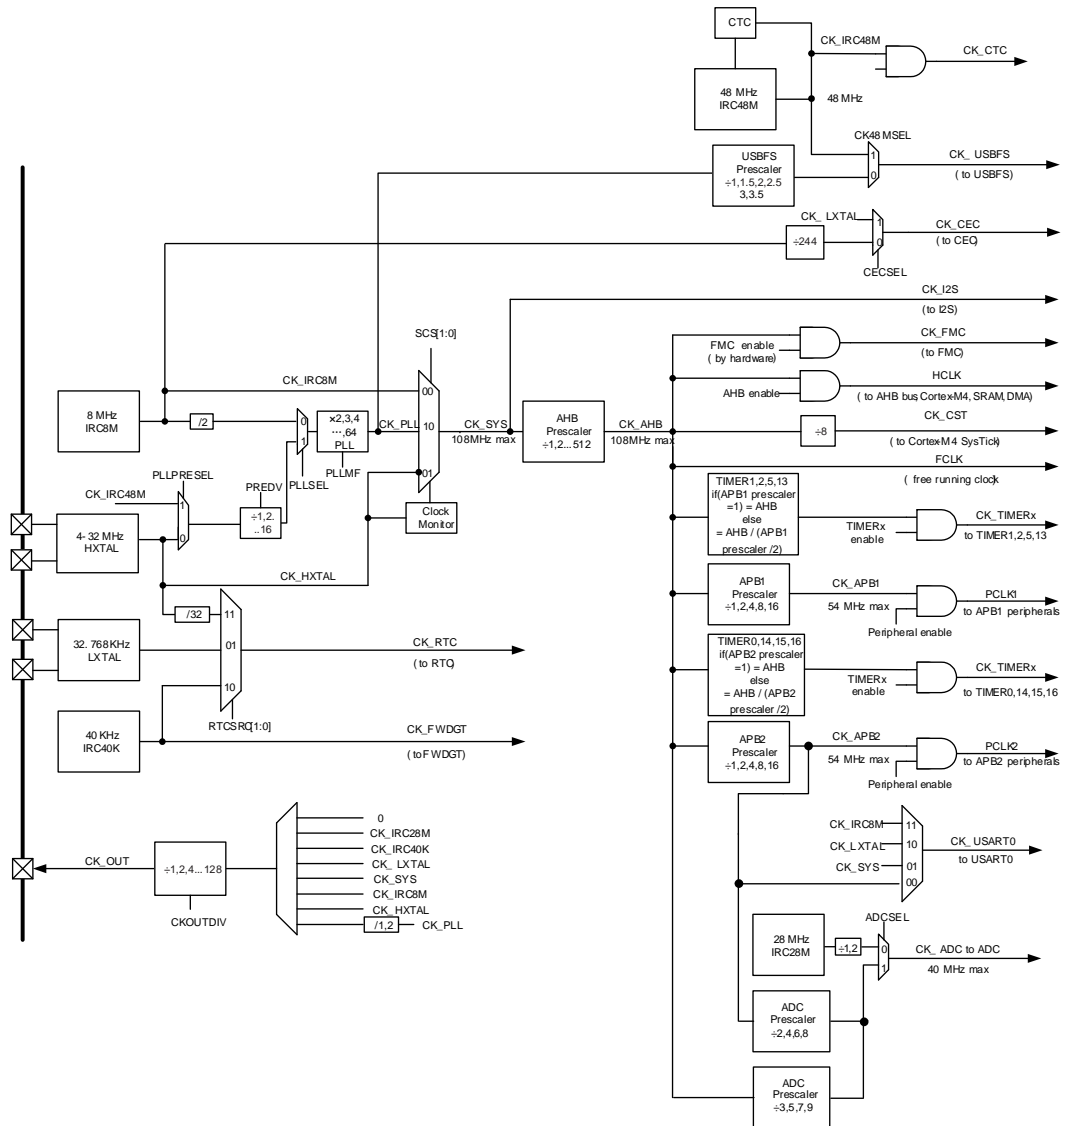 CTC
CK_IRC48M
CK_CTC
48 MHz
IRC48M
48 MHz
CK48MSEL
1
0
CK_ USBFS
( to USBFS)
USBFS
Prescaler
÷1,1.5,2,2.5
3,3.5
CK_ LXTAL
1
0
÷244
CK_CEC
( to CEC)
CECSEL
CK_I2S
( to I2S)
SCS[1:0]
FMC enable
( by hardware)
CK_FMC
( to FMC)
CK_IRC8M
00
HCLK
AHB enable
( to AHB bus,Cortex-M4, SRAM, DMA)
8 MHz
IRC8M
/2
0
1
×2,3,4
…,64
PLL
CK_PLL
10
CK_SYS
108MHz max
AHB
Prescaler
÷1,2...512
CK_AHB
108MHz max
÷8
CK_CST
( to Cortex-M4 SysTick)
FCLK
( free running clock)
PLLSEL
PLLMF
01
PLLPRESEL
CK_IRC48M
1
0
PREDV
÷1,2.
..16
Clock
Monitor
4- 32 MHz
HXTAL
CK_HXTAL
TIMER1,2,5,13
if(APB1 prescaler
=1) = AHB
else
= AHB / (APB1
prescaler /2)
TIMERx
enable
CK_TIMERx
to TIMER1,2,5,13
APB1
Prescaler
÷1,2,4,8,16
CK_APB1
54 MHz max
Peripheral enable
PCLK1
to APB1 peripherals
/32
11
01
10
32. 768KHz
LXTAL
CK_RTC
( to RTC)
TIMER0,14,15,16
if(APB2 prescaler
=1) = AHB
else
= AHB / (APB2
prescaler /2)
TIMERx
enable
CK_TIMERx
to TIMER0,14,15,16
RTCSRC[1:0]
40 KHz
IRC40K
CK_FWDGT
( to FWDGT)
APB2
Prescaler
÷1,2,4,8,16
CK_APB2
54 MHz max
Peripheral enable
PCLK2
to APB2 peripherals
CK_OUT
÷1,2,4...128
CKOUTDIV
0
CK_IRC28M
CK_IRC40K
CK_ LXTAL
CK_SYS
CK_IRC8M
CK_HXTAL
/1,2
CK_PLL
CK_IRC8M
11
CK_LXTAL
10
CK_SYS
01
00
CK_USART0
to USART0
ADCSEL
28 MHz
IRC28M
÷1,2
0
1
CK_ ADC to ADC
40 MHz max
ADC
Prescaler
÷2,4,6,8
ADC
Prescaler
÷3,5,7,9